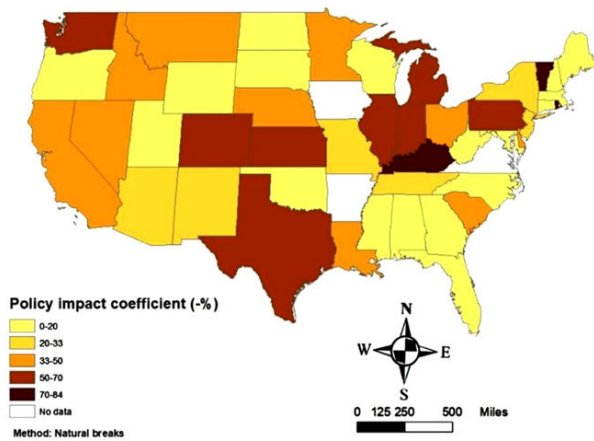 Policy impact coefficient (-%)
0-20
20-33
33-50
50-70
70-84
No data
Method: Natural breaks
N
W E
S
0 125 250 500 Miles